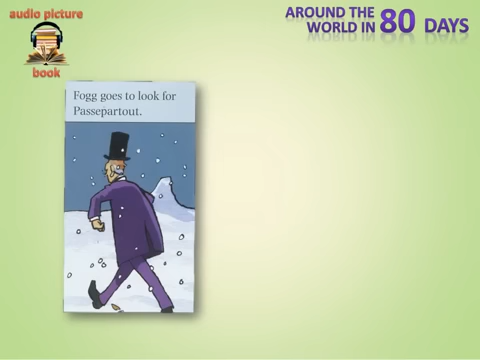 audio picture
book
AROUND THE
WORLD IN 80 DAYS
Fogg goes to look for
Passepartout.